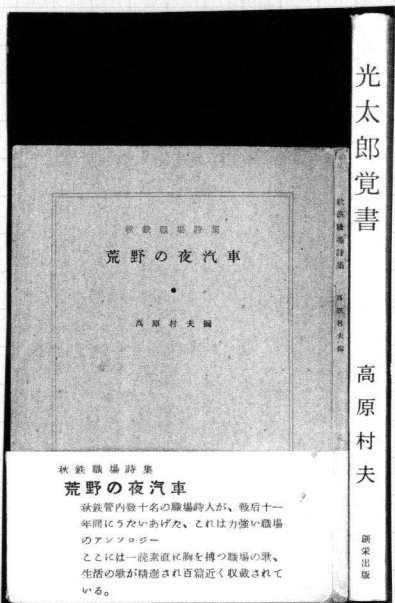 光太郎覚書
高原村夫
創栄出版
秋鉄職場詩集
高原村夫編
秋鉄職場詩集
荒野の夜汽車
高原村夫編
秋鉄職場詩集
荒野の夜汽車
秋鉄管内数十名の職場詩人が、戦后十一
年間にうたいあげた、これは力強い職場
のアンソロジー
ここには一読素直に胸を搏つ職場の歌、
生活の歌が精選され百篇近く収載されて
いる。